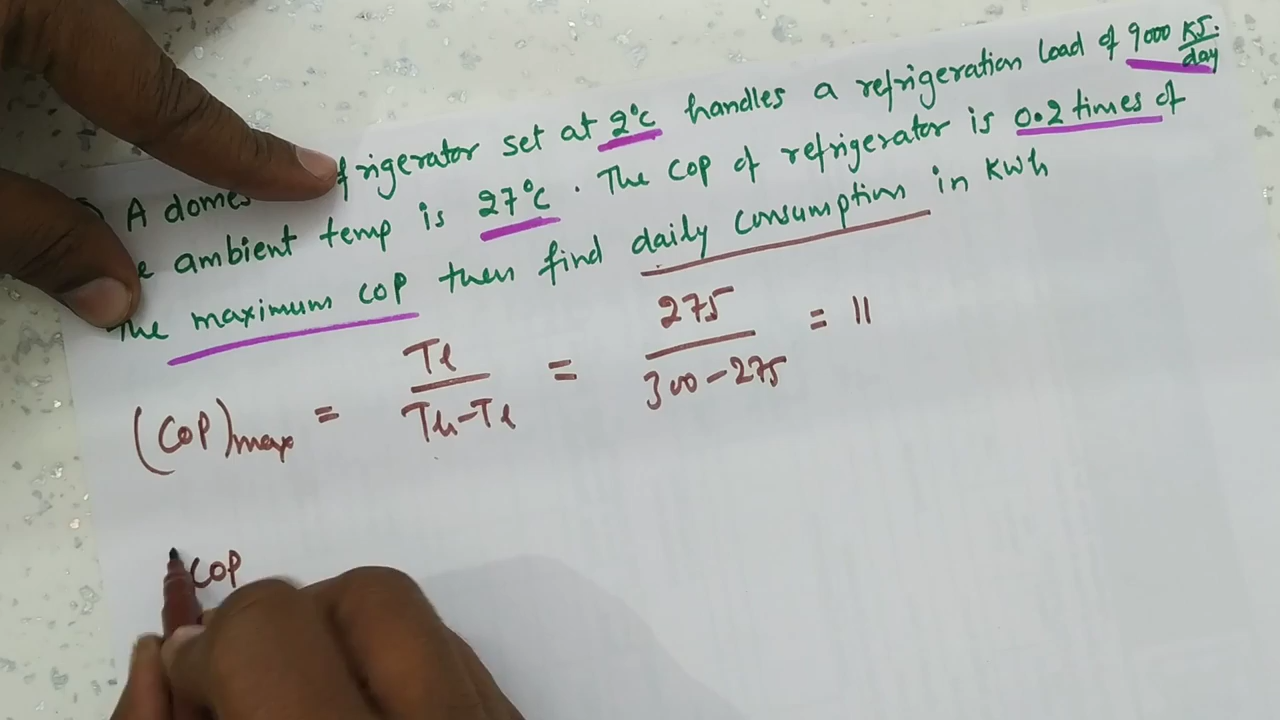 A domes frigerator set at 2°C handles a refrigeration load of 9000 KJ/day.
e ambient temp is 27°C. The COP of refrigerator is 0.2 times of
The maximum COP then find daily consumption in KWh
(COP)max = Tl/Th-Tl = 275/300-275 = 11
COP